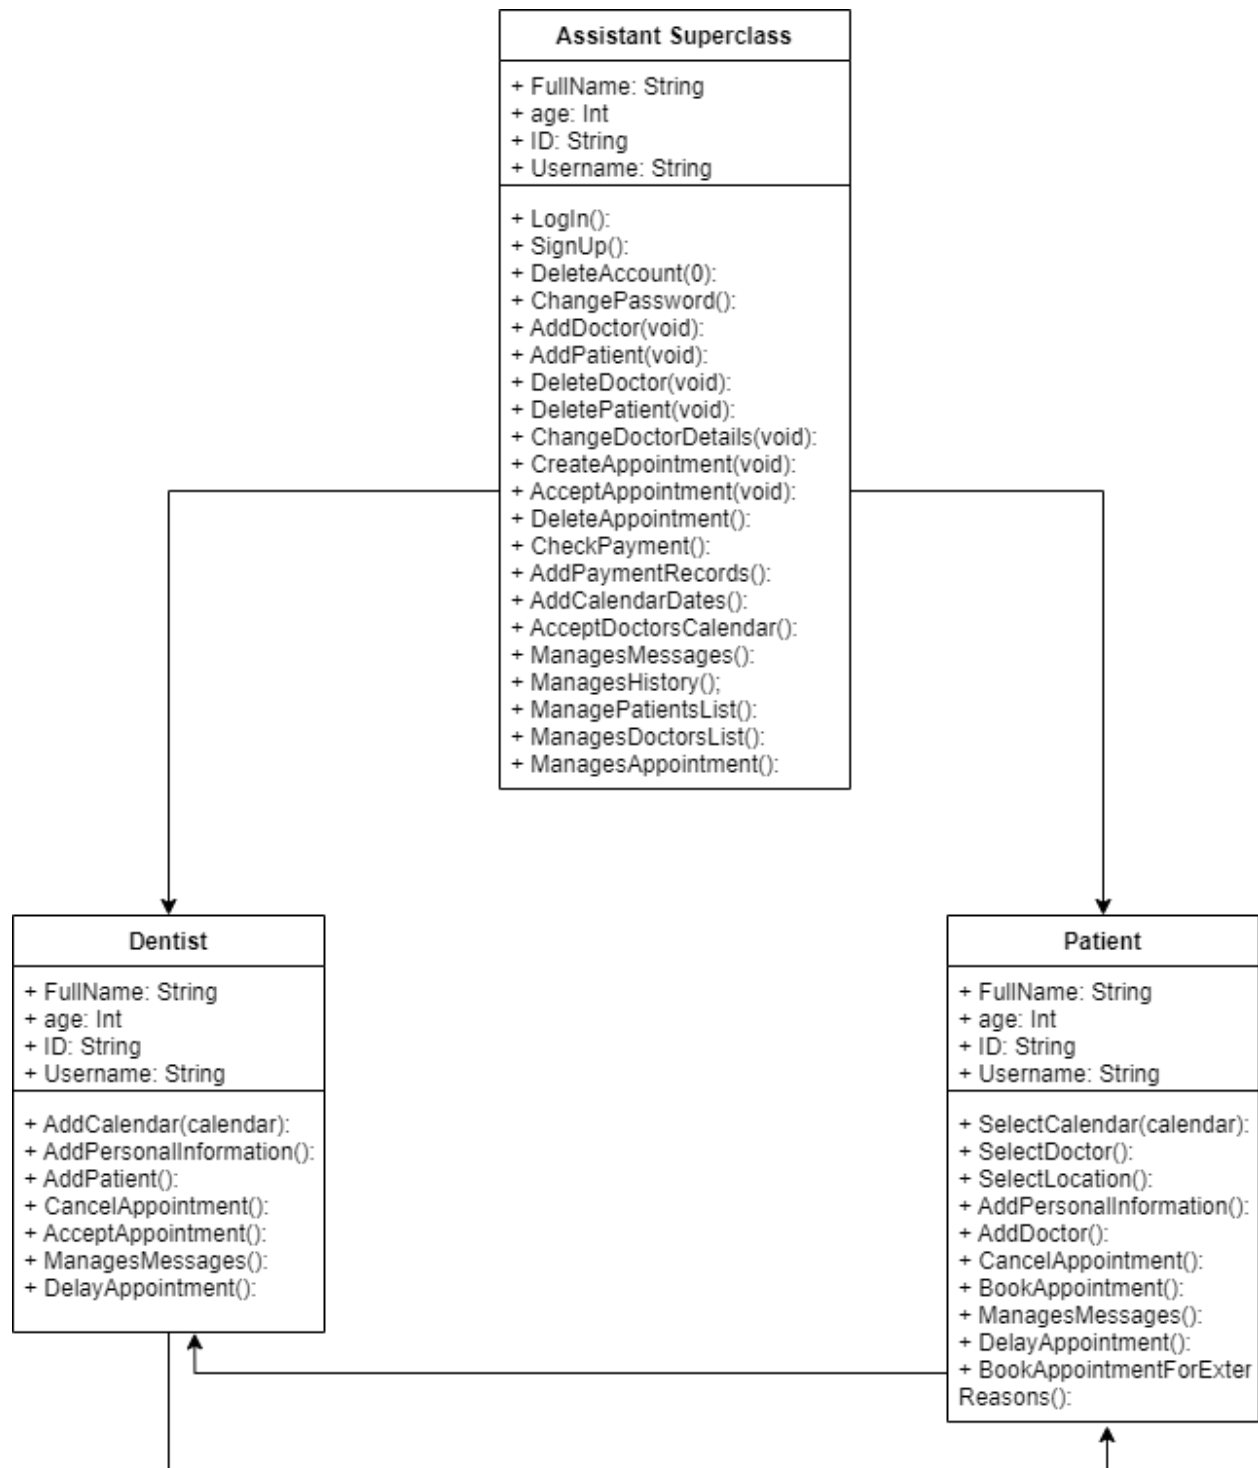 Assistant Superclass
+ FullName: String
+ age: Int
+ ID: String
+ Username: String
+ LogIn():
+ SignUp():
+ DeleteAccount(0):
+ ChangePassword():
+ AddDoctor(void):
+ AddPatient(void):
+ DeleteDoctor(void):
+ DeletePatient(void):
+ ChangeDoctorDetails(void):
+ CreateAppointment(void):
+ AcceptAppointment(void):
+ DeleteAppointment():
+ CheckPayment():
+ AddPaymentRecords():
+ AddCalendarDates():
+ AcceptDoctorsCalendar():
+ ManagesMessages():
+ ManagesHistory();
+ ManagePatientsList():
+ ManagesDoctorsList():
+ ManagesAppointment():
Dentist
+ FullName: String
+ age: Int
+ ID: String
+ Username: String
+ AddCalendar(calendar):
+ AddPersonalInformation():
+ AddPatient():
+ CancelAppointment():
+ AcceptAppointment():
+ ManagesMessages():
+ DelayAppointment():
Patient
+ FullName: String
+ age: Int
+ ID: String
+ Username: String
+ SelectCalendar(calendar):
+ SelectDoctor():
+ SelectLocation():
+ AddPersonalInformation():
+ AddDoctor():
+ CancelAppointment():
+ BookAppointment():
+ ManagesMessages():
+ DelayAppointment():
+ BookAppointmentForExter
Reasons():